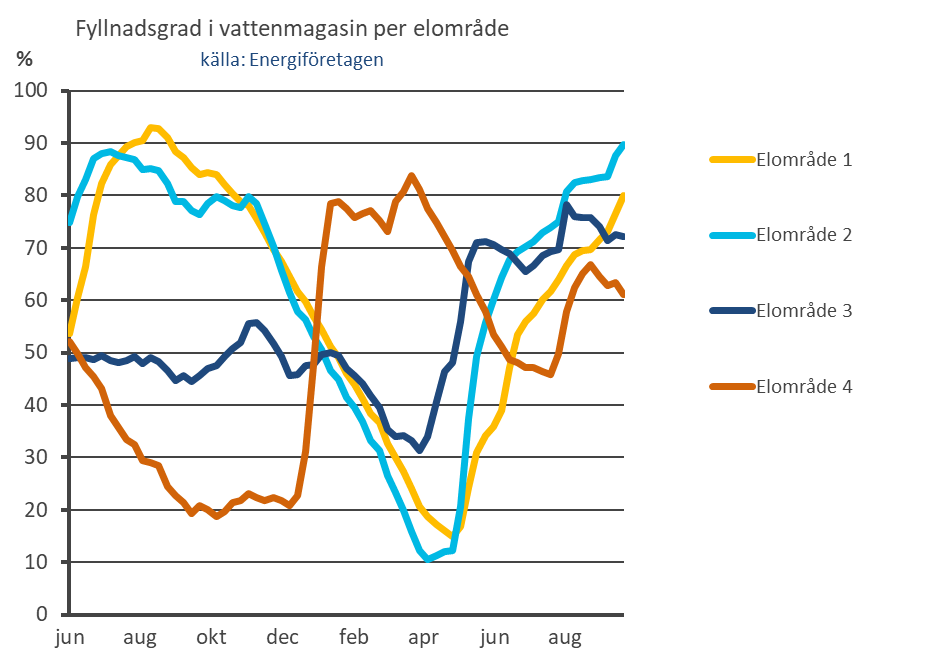 Fyllnadsgrad i vattenmagasin per elområde
%
källa: Energiföretagen
100
90
80
70
60
50
40
30
20
10
0
jun aug okt dec feb apr jun aug
Elområde 1
Elområde 2
Elområde 3
Elområde 4